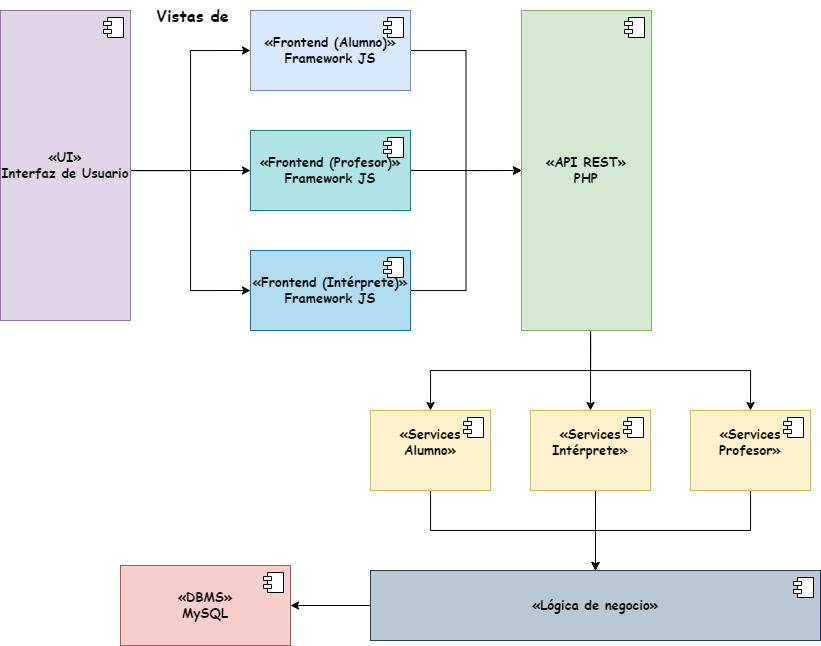 Vistas de
«UI»
Interfaz de Usuario
«Frontend (Alumno)»
Framework JS
«Frontend (Profesor)»
Framework JS
«Frontend (Intérprete)»
Framework JS
«API REST»
PHP
«Services
Alumno»
«Services
Intérprete»
«Services
Profesor»
«DBMS»
MySQL
«Lógica de negocio»